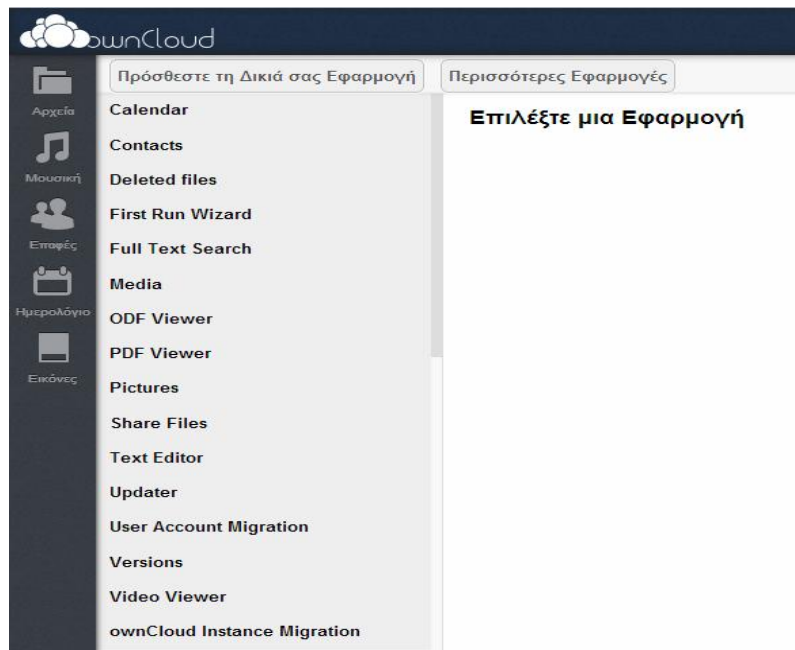 ownCloud
Πρόσθεστε τη Δικιά σας Εφαρμογή
Περισσότερες Εφαρμογές
Αρχεία
Μουσική
Επαφές
Ημερολόγιο
Εικόνες
Calendar
Contacts
Deleted files
First Run Wizard
Full Text Search
Media
ODF Viewer
PDF Viewer
Pictures
Share Files
Text Editor
Updater
User Account Migration
Versions
Video Viewer
ownCloud Instance Migration
Επιλέξτε μια Εφαρμογή